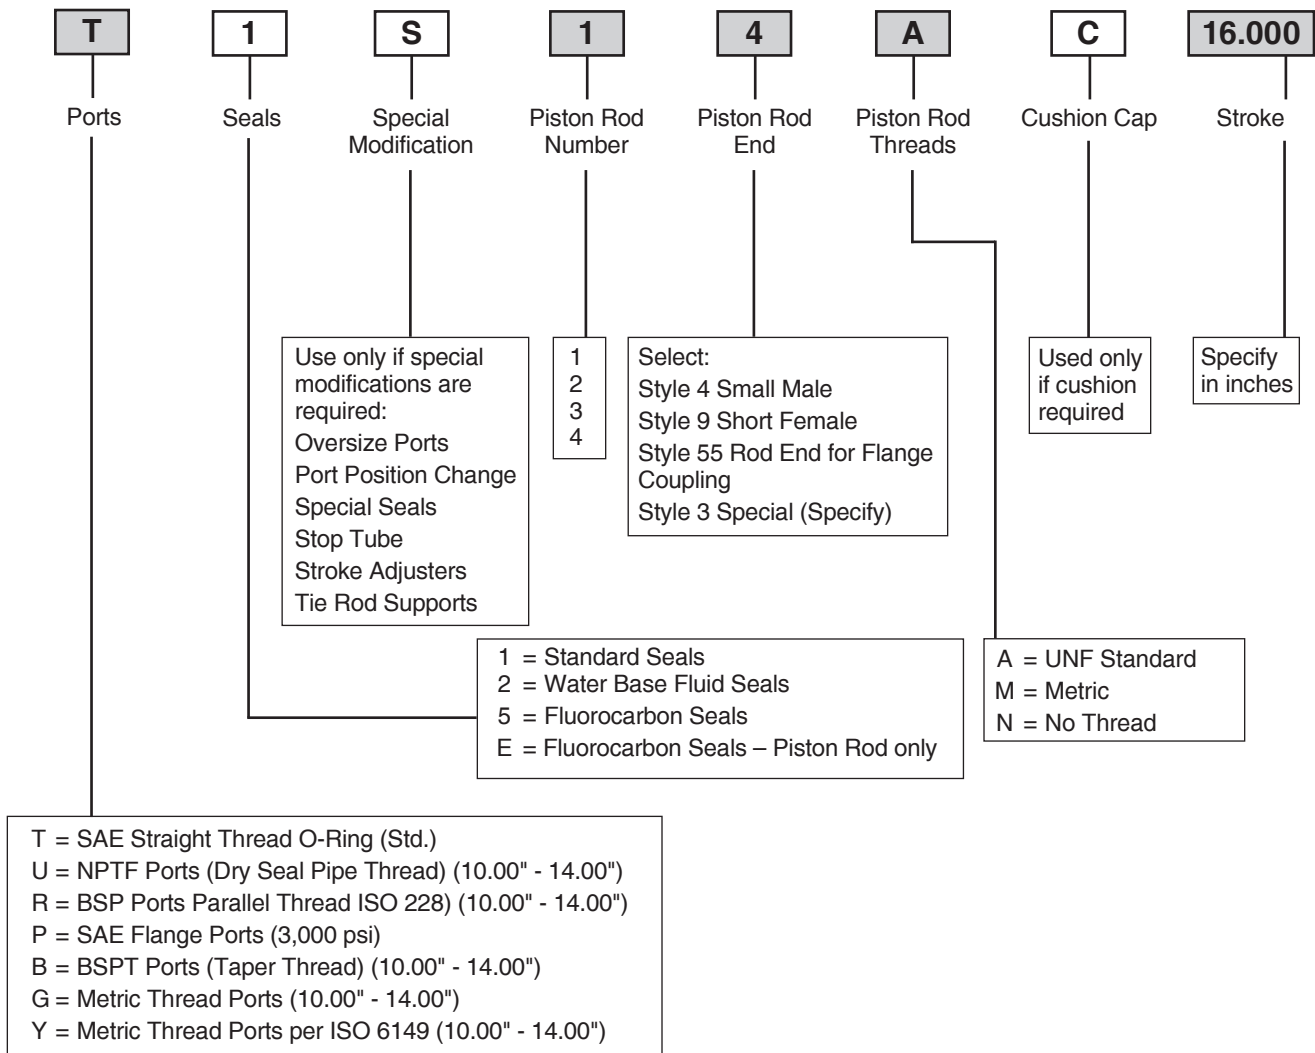 T 1 S 1 4 A C 16.000
Ports
Seals
Special
Modification
Piston Rod
Number
Piston Rod
End
Piston Rod
Threads
Cushion Cap
Stroke
Use only if special
modifications are
required:
Oversize Ports
Port Position Change
Special Seals
Stop Tube
Stroke Adjusters
Tie Rod Supports
1
2
3
4
Select:
Style 4 Small Male
Style 9 Short Female
Style 55 Rod End for Flange
Coupling
Style 3 Special (Specify)
Used only
if cushion
required
Specify
in inches
1 = Standard Seals
2 = Water Base Fluid Seals
5 = Fluorocarbon Seals
E = Fluorocarbon Seals – Piston Rod only
A = UNF Standard
M = Metric
N = No Thread
T = SAE Straight Thread O-Ring (Std.)
U = NPTF Ports (Dry Seal Pipe Thread) (10.00" - 14.00")
R = BSP Ports Parallel Thread ISO 228) (10.00" - 14.00")
P = SAE Flange Ports (3,000 psi)
B = BSPT Ports (Taper Thread) (10.00" - 14.00")
G = Metric Thread Ports (10.00" - 14.00")
Y = Metric Thread Ports per ISO 6149 (10.00" - 14.00")